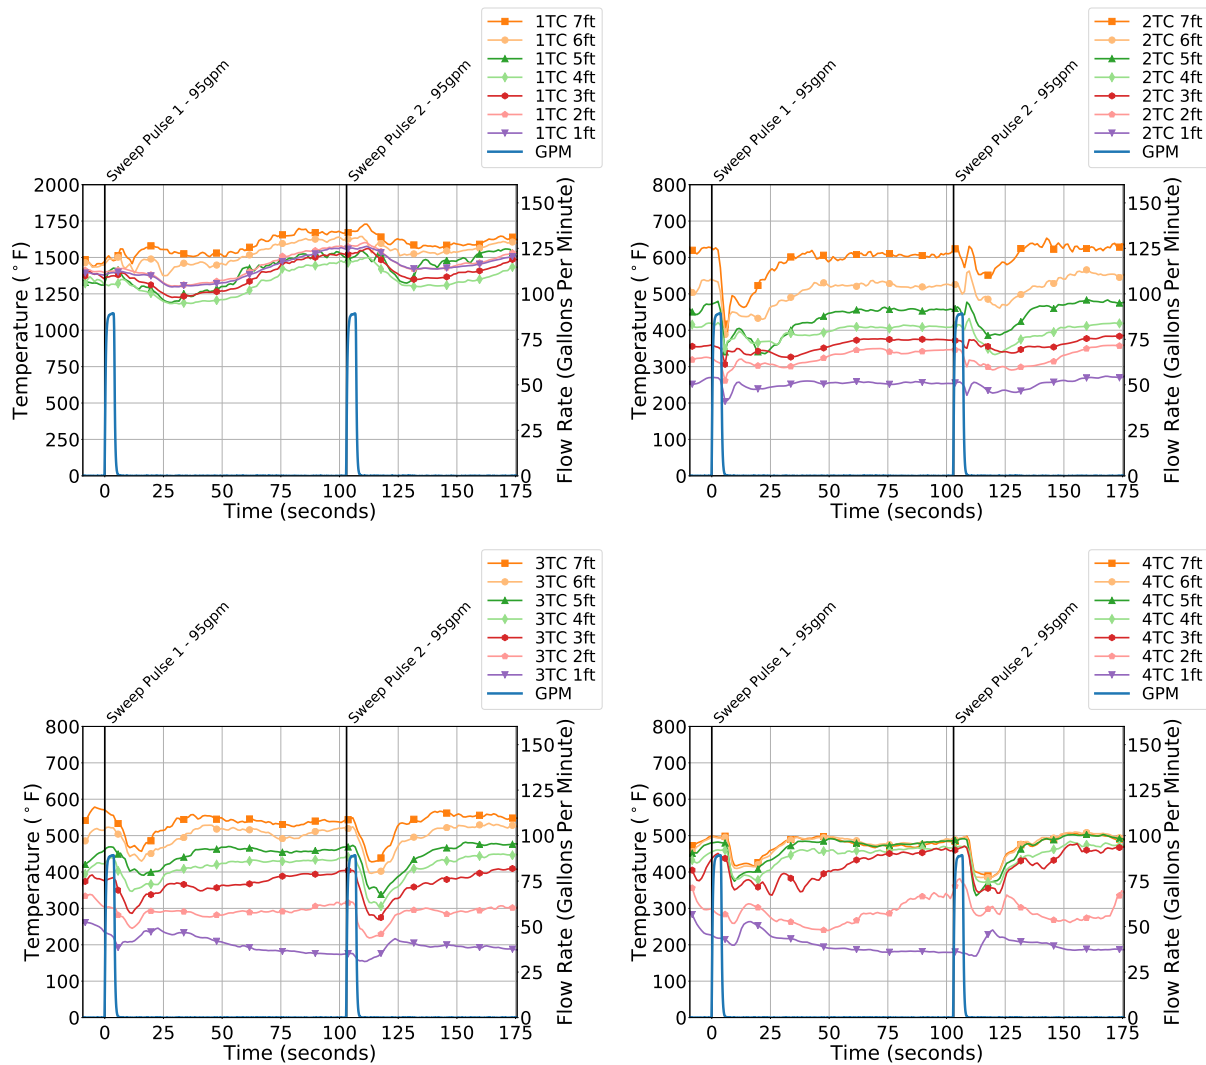 1TC 7ft
1TC 6ft
1TC 5ft
1TC 4ft
1TC 3ft
1TC 2ft
1TC 1ft
GPM
Sweep Pulse 1 - 95gpm
Sweep Pulse 2 - 95gpm
2000
1750
1500
1250
1000
750
500
250
0
Temperature (°F)
150
125
100
75
50
25
0
Flow Rate (Gallons Per Minute)
0 25 50 75 100 125 150 175
Time (seconds)
2TC 7ft
2TC 6ft
2TC 5ft
2TC 4ft
2TC 3ft
2TC 2ft
2TC 1ft
GPM
Sweep Pulse 1 - 95gpm
Sweep Pulse 2 - 95gpm
800
700
600
500
400
300
200
100
0
Temperature (°F)
150
125
100
75
50
25
0
Flow Rate (Gallons Per Minute)
0 25 50 75 100 125 150 175
Time (seconds)
3TC 7ft
3TC 6ft
3TC 5ft
3TC 4ft
3TC 3ft
3TC 2ft
3TC 1ft
GPM
Sweep Pulse 1 - 95gpm
Sweep Pulse 2 - 95gpm
800
700
600
500
400
300
200
100
0
Temperature (°F)
150
125
100
75
50
25
0
Flow Rate (Gallons Per Minute)
0 25 50 75 100 125 150 175
Time (seconds)
4TC 7ft
4TC 6ft
4TC 5ft
4TC 4ft
4TC 3ft
4TC 2ft
4TC 1ft
GPM
Sweep Pulse 1 - 95gpm
Sweep Pulse 2 - 95gpm
800
700
600
500
400
300
200
100
0
Temperature (°F)
150
125
100
75
50
25
0
Flow Rate (Gallons Per Minute)
0 25 50 75 100 125 150 175
Time (seconds)